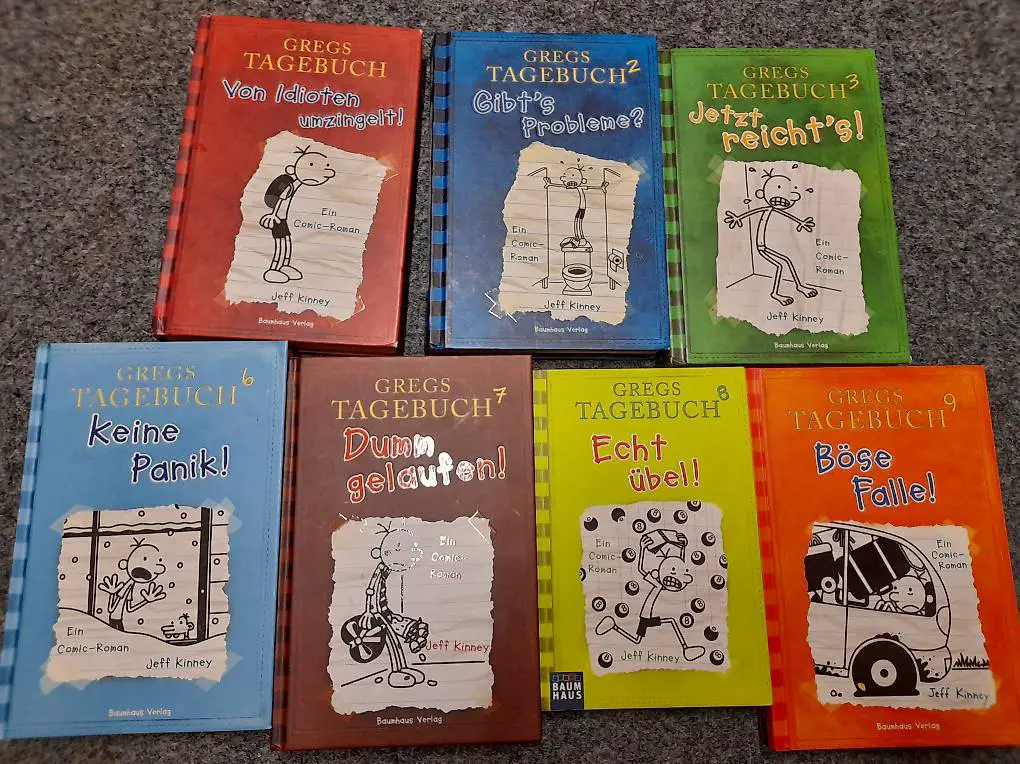 GREGS
TAGEBUCH
Von Idioten
umzingelt!
Ein
Comic-Roman
Jeff Kinney
Baumhaus Verlag
GREGS
TAGEBUCH 2
Gibt's
Probleme?
Ein
Comic-
Roman
Jeff Kinney
Baumhaus Verlag
GREGS
TAGEBUCH 3
Jetzt
reicht's!
Ein
Comic-
Roman
Jeff Kinney
Baumhaus Verlag
GREGS
TAGEBUCH 6
Keine
Panik!
Ein
Comic-Roman
Jeff Kinney
Baumhaus Verlag
GREGS
TAGEBUCH 7
Dumm
gelaufen!
Ein
Comic-
Roman
Jeff Kinney
Baumhaus Verlag
GREGS
TAGEBUCH 8
Echt
übel!
Ein
Comic-
Roman
Jeff Kinney
BAUM
HAUS
GREGS
TAGEBUCH 9
Böse
Falle!
Ein
Comic-
Roman
Jeff Kinney
Baumhaus Verlag